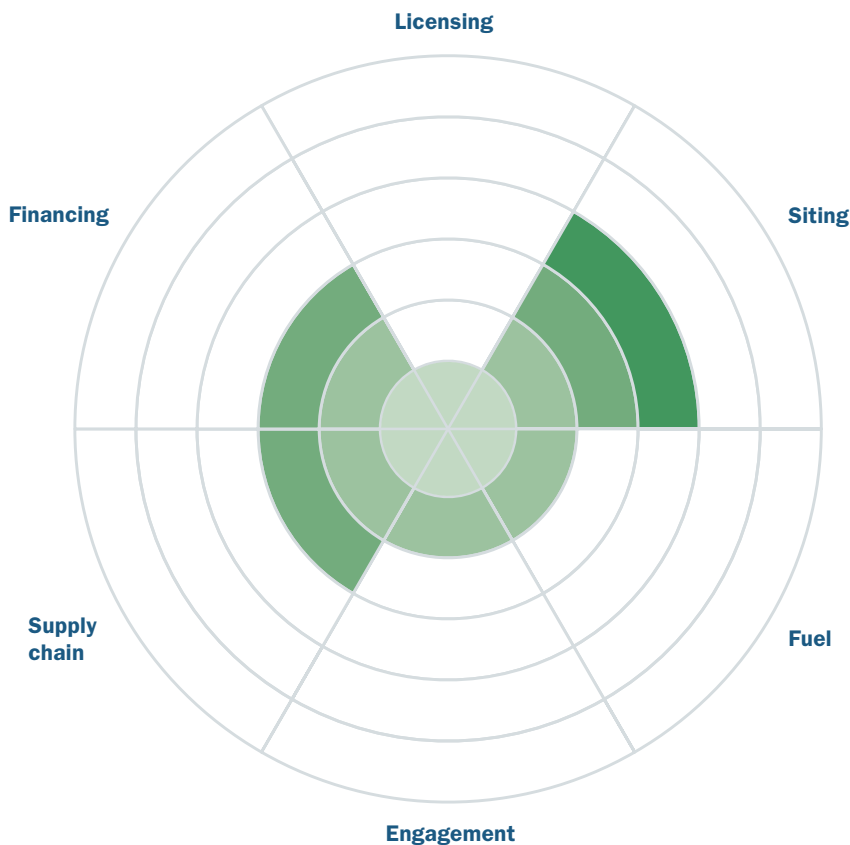 Licensing
Financing
Siting
Supply
chain
Fuel
Engagement